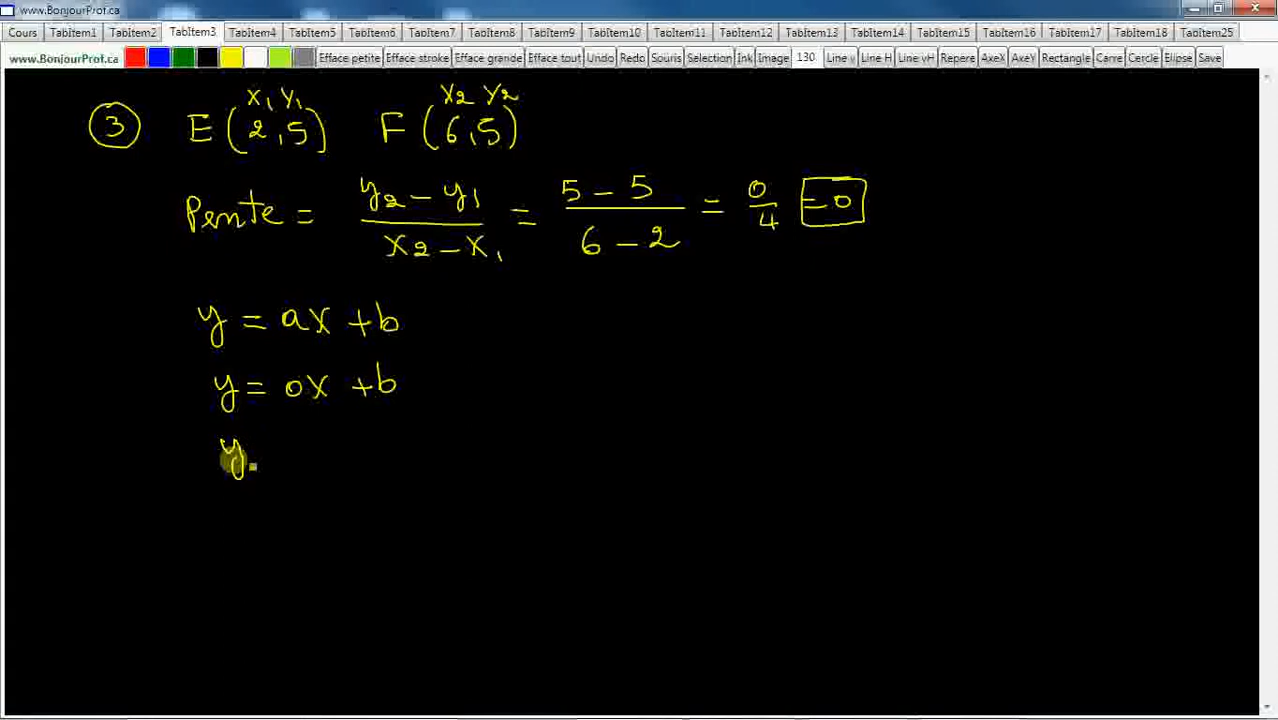 www.BonjourProf.ca
Cours TabItem1 TabItem2 TabItem3 TabItem4 TabItem5 TabItem6 TabItem7 TabItem8 TabItem9 TabItem10 TabItem11 TabItem12 TabItem13 TabItem14 TabItem15 TabItem16 TabItem17 TabItem18 TabItem25
www.BonjourProf.ca Efface petite Efface stroke Efface grande Efface tout Undo Redo Souris Selection Ink Image 130 Line v Line H Line vH Repere AxeX AxeY Rectangle Carre Cercle Elipse Save
x₁ y₁ x₂ y₂
③ E (2,5) F (6,5)
Pente = (y₂ – y₁)/(x₂ – x₁) = (5 – 5)/(6 – 2) = 0/4 = 0
y = ax + b
y = 0x + b
y